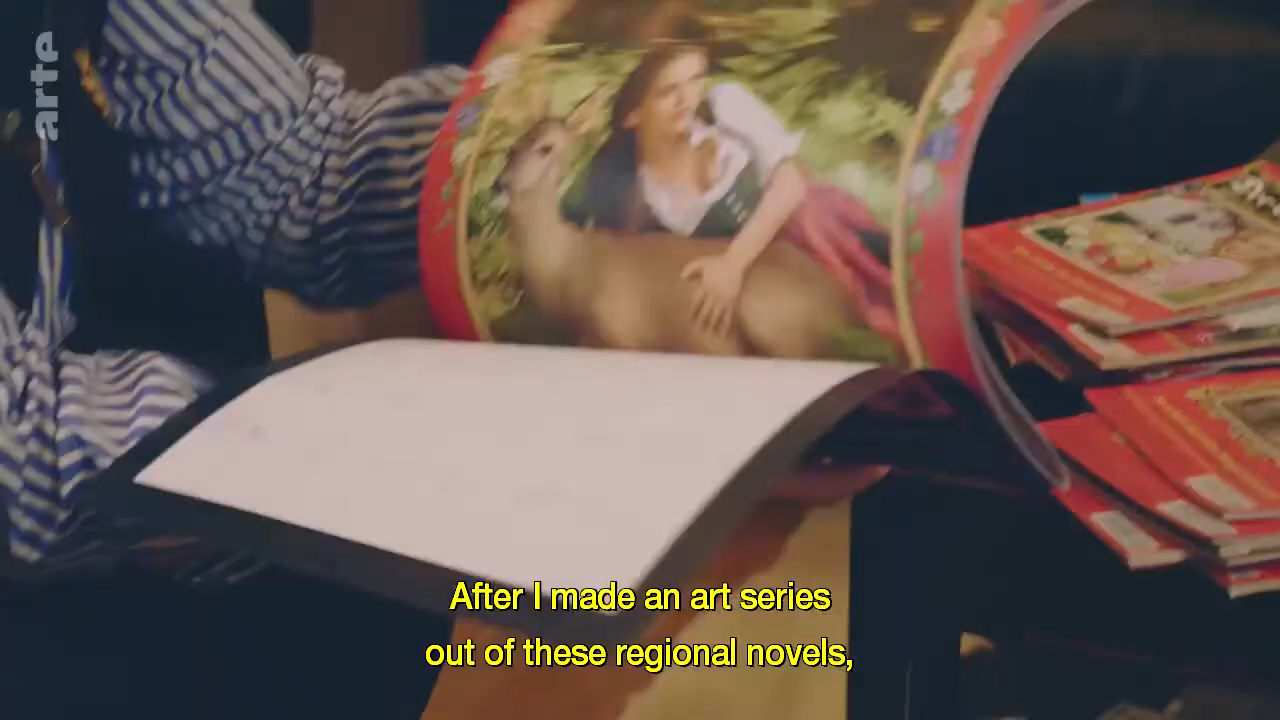 arte
After I made an art series
out of these regional novels,